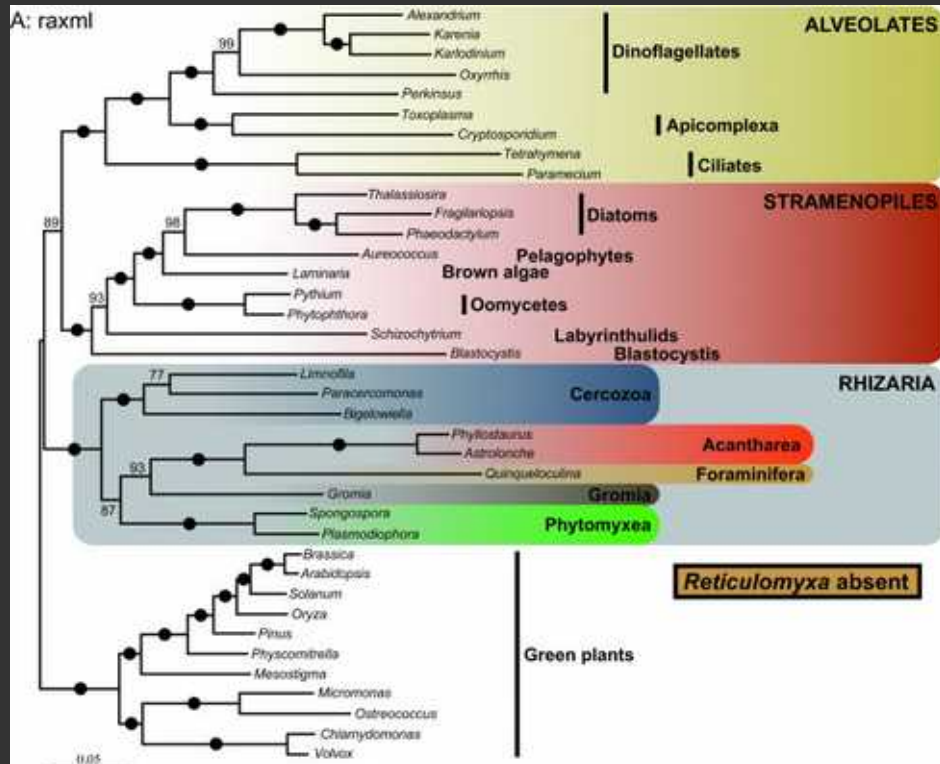 A: raxml
ALVEOLATES
Alexandrium
Karenia
Karlodinium
99
Dinoflagellates
Oxyrrhis
Perkinsus
Toxoplasma
Apicomplexa
Cryptosporidium
Tetrahymena
Ciliates
Paramecium
STRAMENOPILES
89
Thalassiosira
Fragilariopsis
Diatoms
Phaeodactylum
98
Aureococcus
Pelagophytes
Laminaria
Brown algae
Pythium
Oomycetes
Phytophthora
93
Schizochytrium
Labyrinthulids
Blastocystis
Blastocystis
RHIZARIA
77
Limnofila
Paracercomonas
Cercozoa
Bigelowiella
Phyllostaurus
Acantharea
Astrolonche
93
Quinqueloculina
Foraminifera
Gromia
Gromia
87
Spongospora
Phytomyxea
Plasmodiophora
Brassica
Arabidopsis
Reticulomyxa absent
Solanum
Oryza
Pinus
Physcomitrella
Green plants
Mesostigma
Micromonas
Ostreococcus
Chlamydomonas
Volvox
0.05